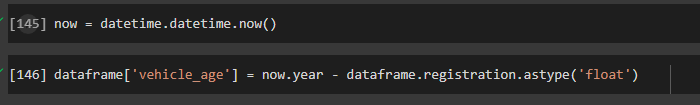 [145] now = datetime.datetime.now()
[146] dataframe['vehicle_age'] = now.year - dataframe.registration.astype('float')